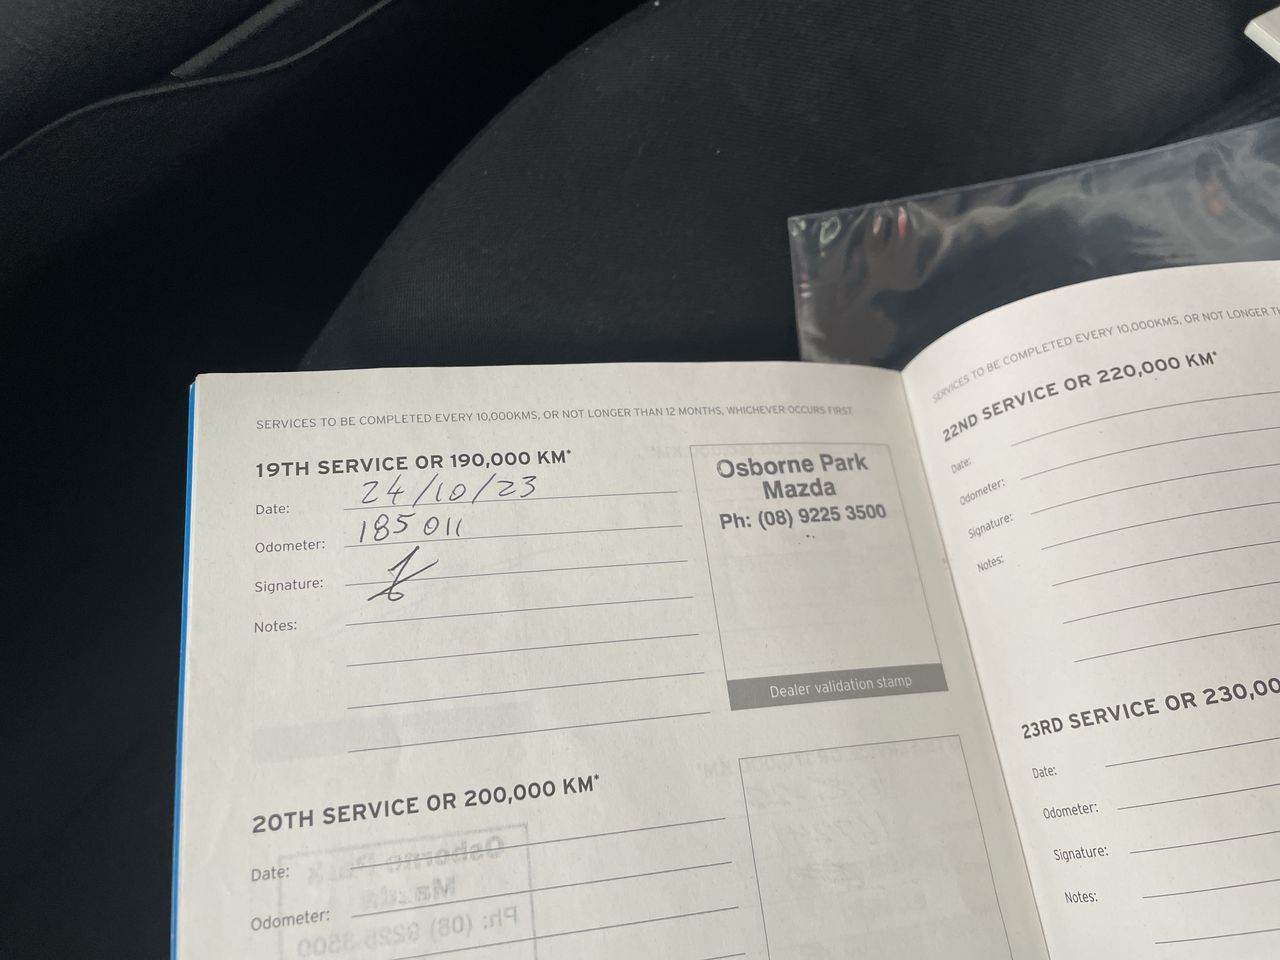 SERVICES TO BE COMPLETED EVERY 10,000KMS, OR NOT LONGER THAN 12 MONTHS, WHICHEVER OCCURS FIRST
19TH SERVICE OR 190,000 KM*
Date: 24/10/23
Odometer: 185011
Signature:
Notes:
Osborne Park
Mazda
Ph: (08) 9225 3500
Dealer validation stamp
20TH SERVICE OR 200,000 KM*
Date:
Odometer:
SERVICES TO BE COMPLETED EVERY 10,000KMS, OR NOT LONGER
22ND SERVICE OR 220,000 KM*
Date:
Odometer:
Signature:
Notes:
23RD SERVICE OR 230,00
Date:
Odometer:
Signature:
Notes: